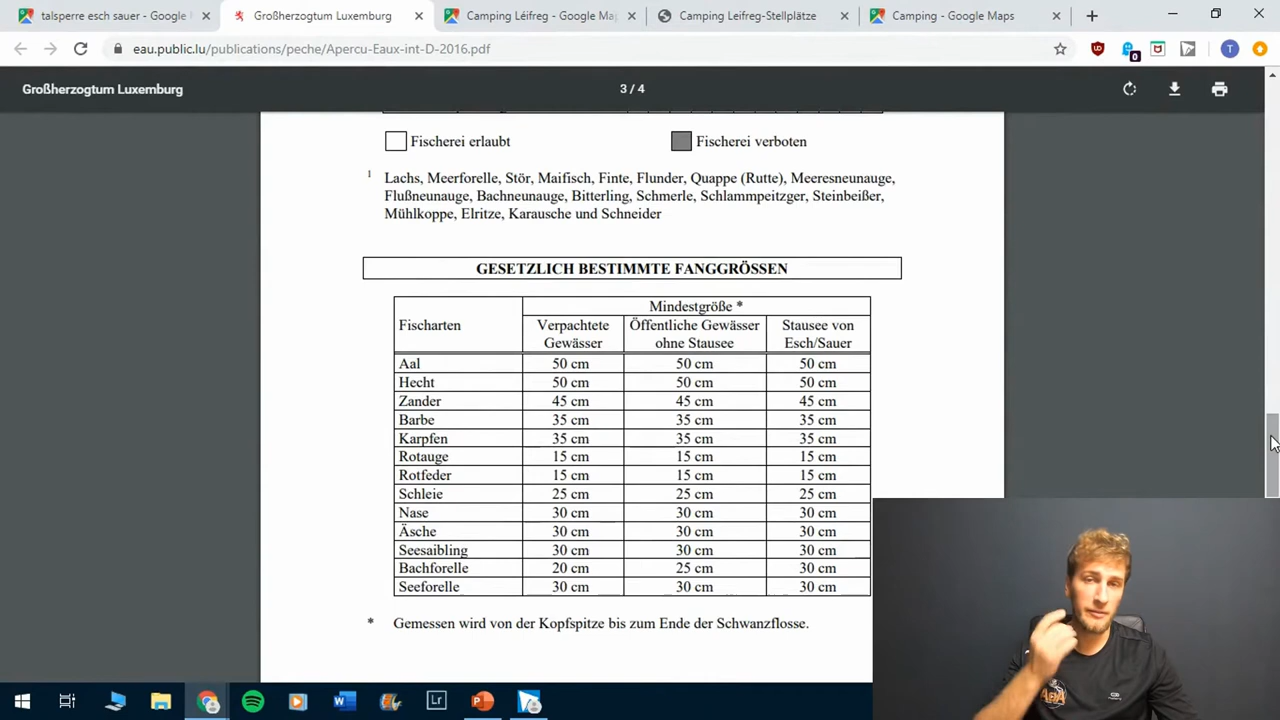 talsperre esch sauer - Google
Großherzogtum Luxemburg
Camping Léifreg - Google Ma
Camping Leifreg-Stellplätze
Camping - Google Maps
eau.public.lu/publications/peche/Apercu-Eaux-int-D-2016.pdf
0
T
Großherzogtum Luxemburg
3 / 4
Fischerei erlaubt
Fischerei verboten
1 Lachs, Meerforelle, Stör, Maifisch, Finte, Flunder, Quappe (Rutte), Meeresneunauge,
Flußneunauge, Bachneunauge, Bitterling, Schmerle, Schlammpeitzger, Steinbeißer,
Mühlkoppe, Elritze, Karausche und Schneider
GESETZLICH BESTIMMTE FANGGRÖSSEN
Fischarten
Mindestgröße *
Verpachtete
Gewässer
Öffentliche Gewässer
ohne Stausee
Stausee von
Esch/Sauer
Aal 50 cm 50 cm 50 cm
Hecht 50 cm 50 cm 50 cm
Zander 45 cm 45 cm 45 cm
Barbe 35 cm 35 cm 35 cm
Karpfen 35 cm 35 cm 35 cm
Rotauge 15 cm 15 cm 15 cm
Rotfeder 15 cm 15 cm 15 cm
Schleie 25 cm 25 cm 25 cm
Nase 30 cm 30 cm 30 cm
Äsche 30 cm 30 cm 30 cm
Seesaibling 30 cm 30 cm 30 cm
Bachforelle 20 cm 25 cm 30 cm
Seeforelle 30 cm 30 cm 30 cm
* Gemessen wird von der Kopfspitze bis zum Ende der Schwanzflosse.
W
Lr
P